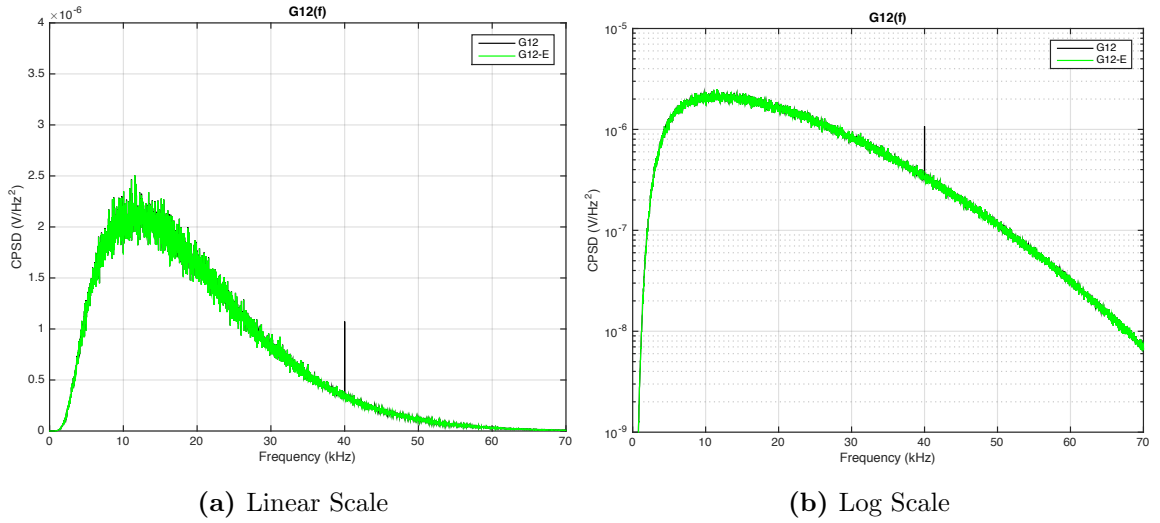 G12(f)
×10⁻⁶
4
3.5
3
2.5
2
1.5
1
0.5
0
CPSD (V/Hz²)
G12
G12-E
0 10 20 30 40 50 60 70
Frequency (kHz)
(a) Linear Scale
G12(f)
10⁻⁵
10⁻⁶
10⁻⁷
10⁻⁸
10⁻⁹
CPSD (V/Hz²)
G12
G12-E
0 10 20 30 40 50 60 70
Frequency (kHz)
(b) Log Scale